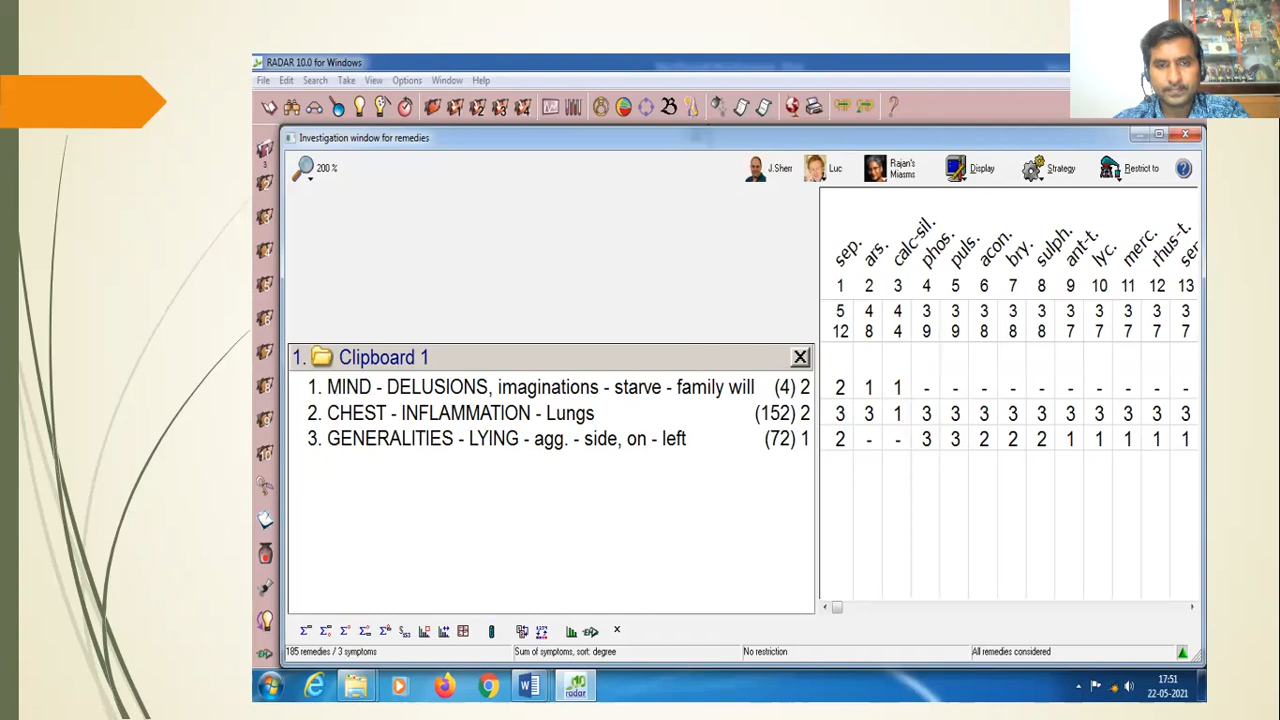 RADAR 10.0 for Windows
File Edit Search Take View Options Window Help
Investigation window for remedies
200 %
J.Sherr
Luc
Rajan's
Miasms
Display
Strategy
Restrict to
sep. ars. calc-sil. phos. puls. acon. bry. sulph. ant-t. lyc. merc. rhus-t. ser
1 2 3 4 5 6 7 8 9 10 11 12 13
5 4 4 3 3 3 3 3 3 3 3 3 3
12 8 4 9 9 8 8 8 7 7 7 7 7
1. Clipboard 1 X
1. MIND - DELUSIONS, imaginations - starve - family will (4) 2 2 1 1 - - - - - - - - - -
2. CHEST - INFLAMMATION - Lungs (152) 2 3 3 1 3 3 3 3 3 3 3 3 3 3
3. GENERALITIES - LYING - agg. - side, on - left (72) 1 2 - - 3 3 2 2 2 1 1 1 1 1
185 remedies / 3 symptoms
Sum of symptoms, sort: degree
No restriction
All remedies considered
radar
17:51
22-05-2021